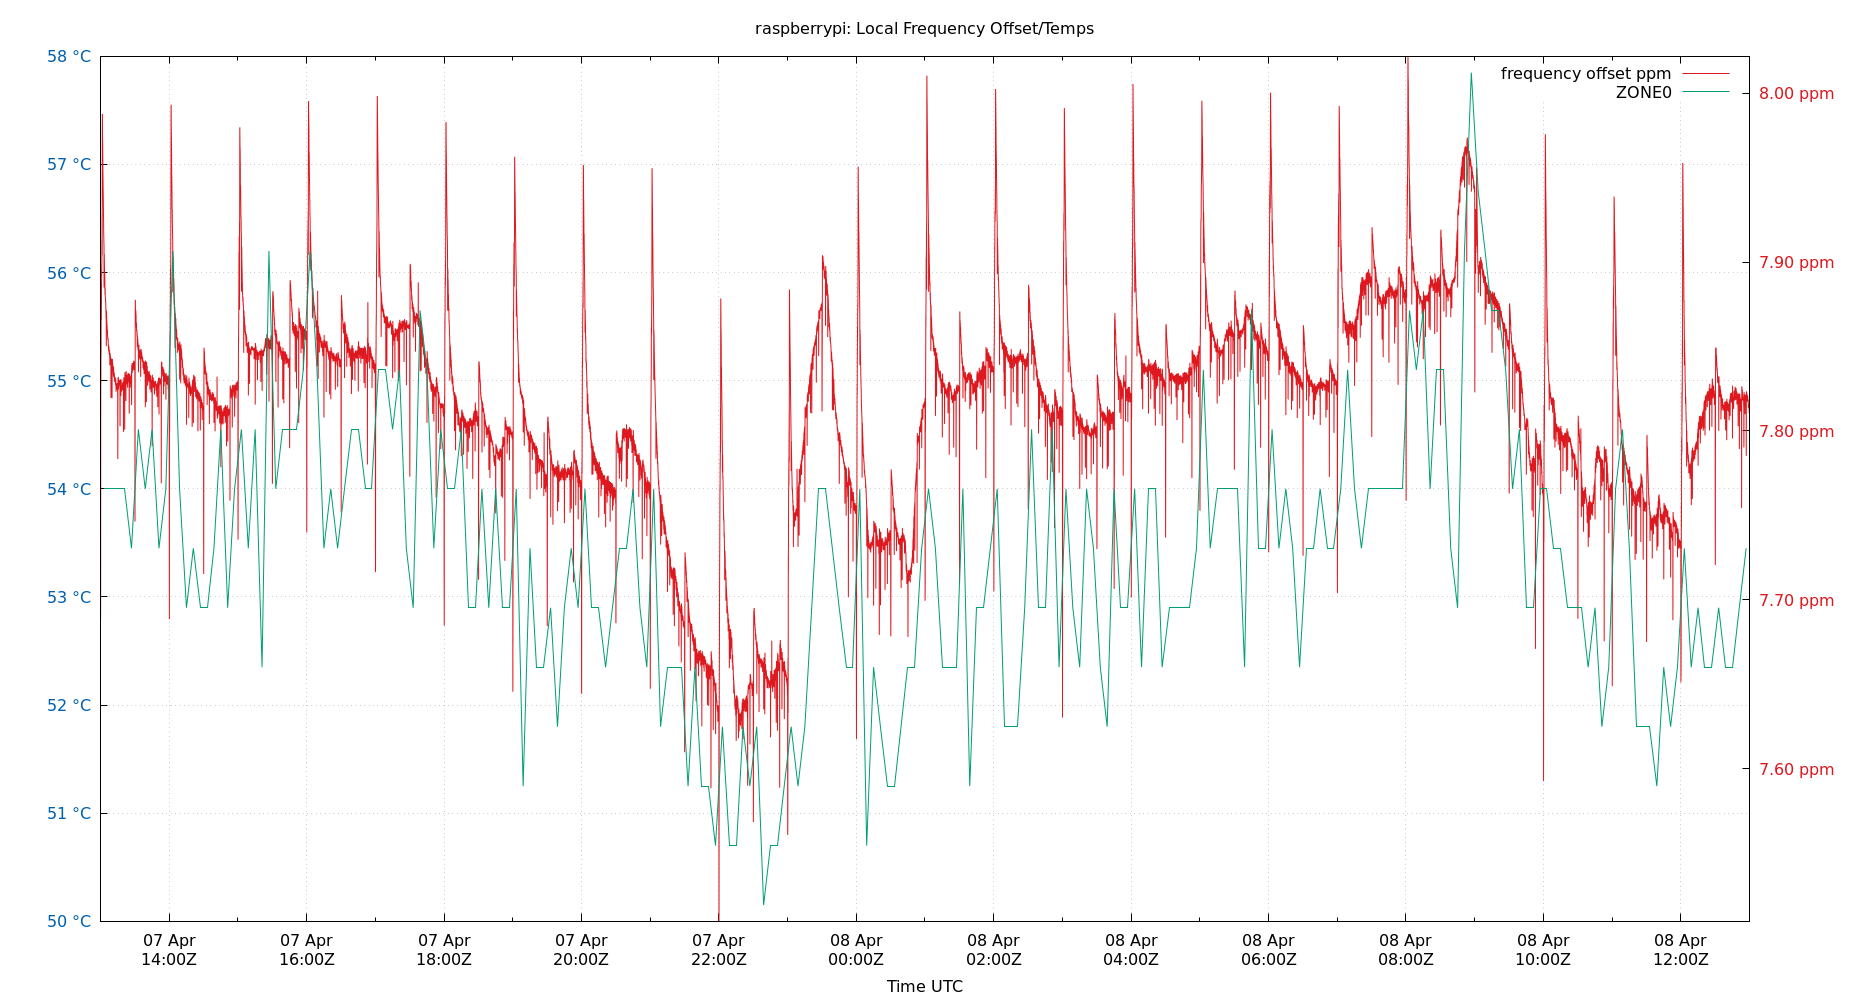 raspberrypi: Local Frequency Offset/Temps
frequency offset ppm
ZONE0
58 °C
57 °C
56 °C
55 °C
54 °C
53 °C
52 °C
51 °C
50 °C
8.00 ppm
7.90 ppm
7.80 ppm
7.70 ppm
7.60 ppm
07 Apr 07 Apr 07 Apr 07 Apr 07 Apr 08 Apr 08 Apr 08 Apr 08 Apr 08 Apr 08 Apr 08 Apr
14:00Z 16:00Z 18:00Z 20:00Z 22:00Z 00:00Z 02:00Z 04:00Z 06:00Z 08:00Z 10:00Z 12:00Z
Time UTC